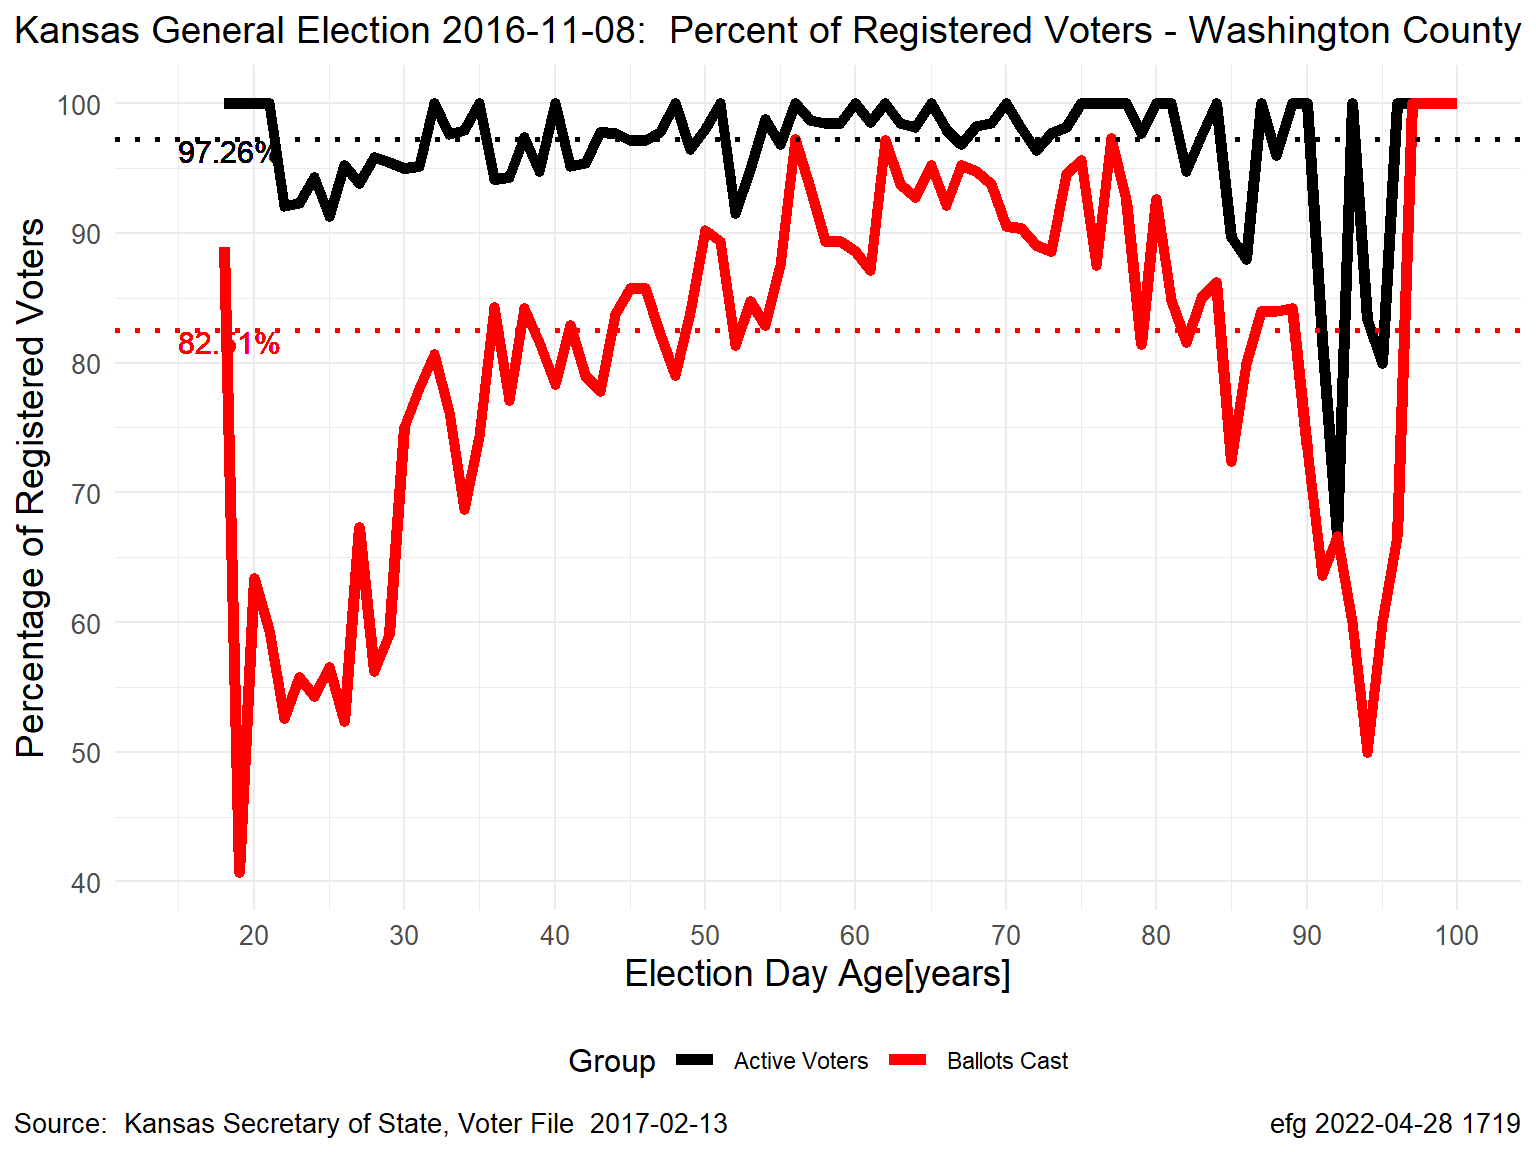 Kansas General Election 2016-11-08:  Percent of Registered Voters - Washington County
Percentage of Registered Voters
100
90
80
70
60
50
40
97.26%
82.51%
20 30 40 50 60 70 80 90 100
Election Day Age[years]
Group Active Voters Ballots Cast
Source:  Kansas Secretary of State, Voter File  2017-02-13
efg 2022-04-28 1719